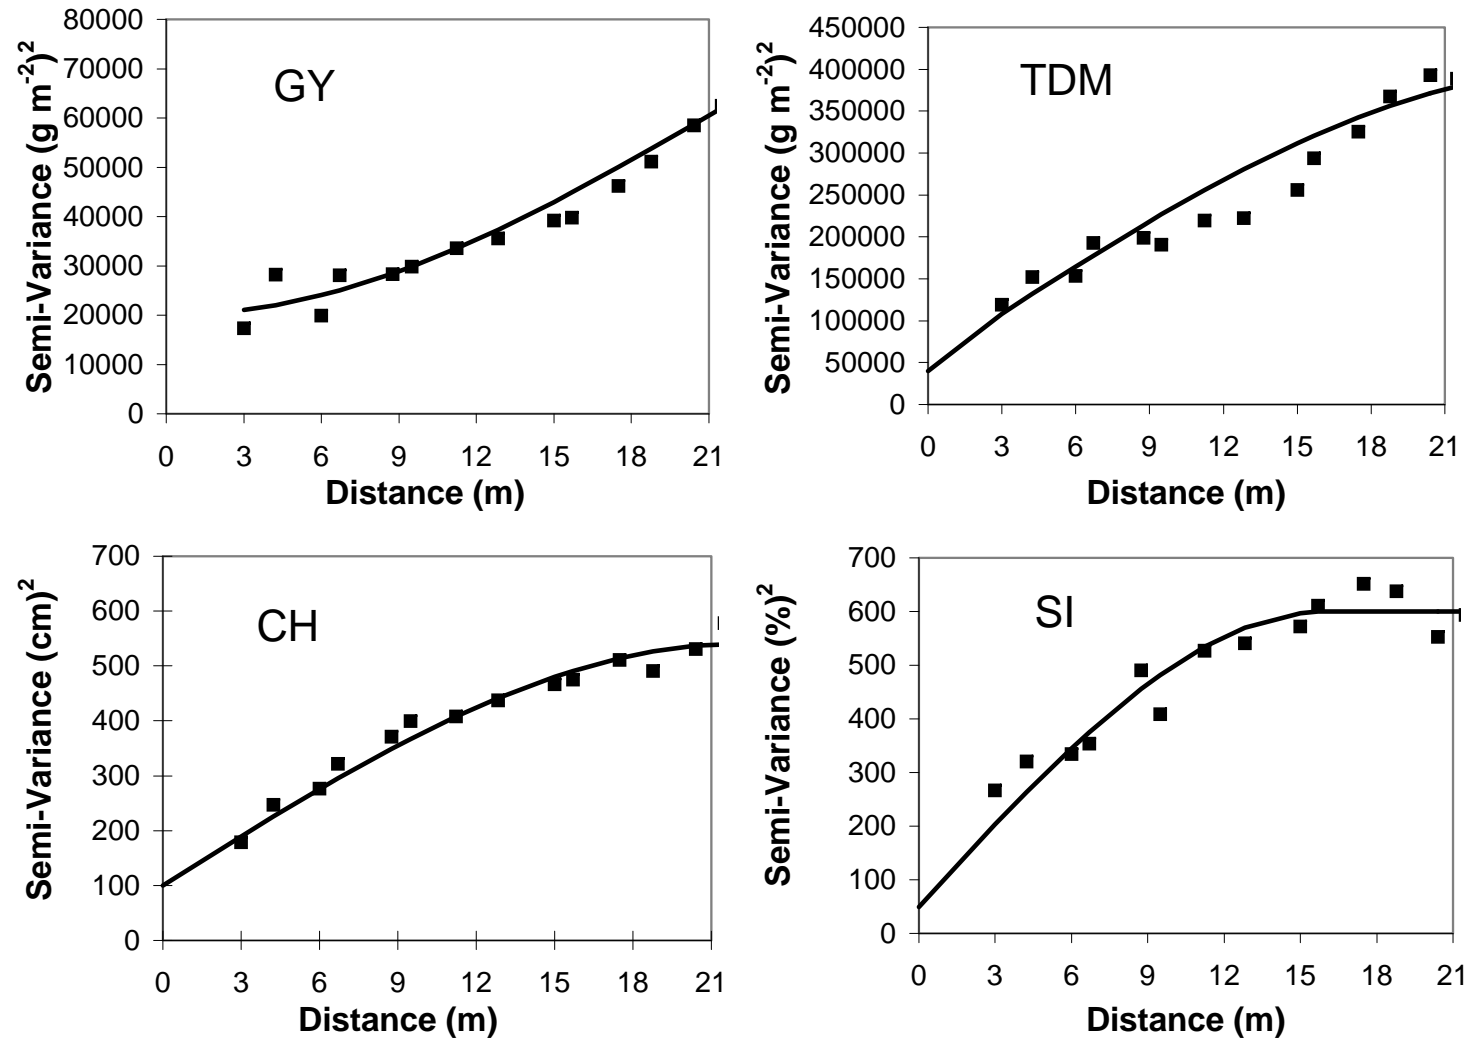 GY
Semi-Variance (g m-2)2
80000
70000
60000
50000
40000
30000
20000
10000
0
0 3 6 9 12 15 18 21
Distance (m)
TDM
Semi-Variance (g m-2)2
450000
400000
350000
300000
250000
200000
150000
100000
50000
0
0 3 6 9 12 15 18 21
Distance (m)
CH
Semi-Variance (cm)2
700
600
500
400
300
200
100
0
0 3 6 9 12 15 18 21
Distance (m)
SI
Semi-Variance (%)2
700
600
500
400
300
200
100
0
0 3 6 9 12 15 18 21
Distance (m)